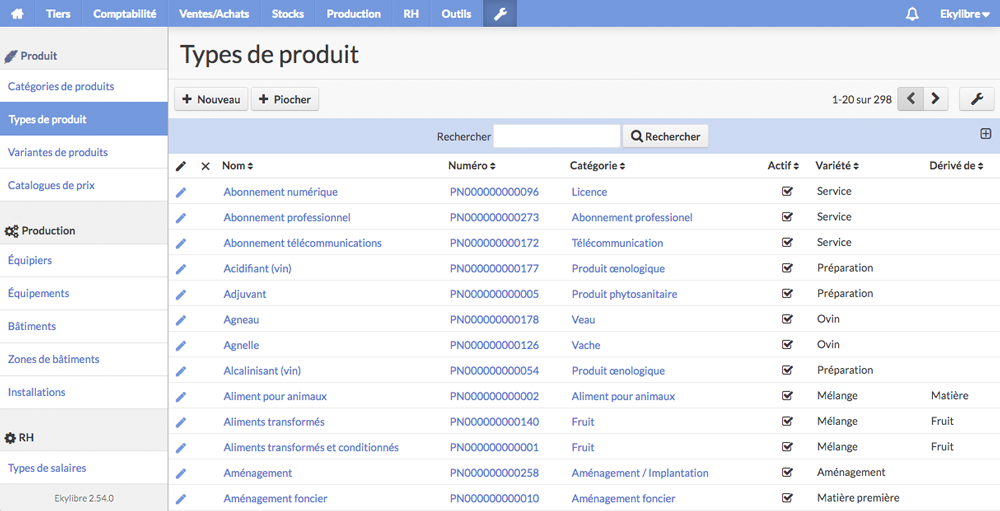 Tiers Comptabilité Ventes/Achats Stocks Production RH Outils Ekylibre
Produit
Catégories de produits
Types de produit
Variantes de produits
Catalogues de prix
Production
Équipiers
Équipements
Bâtiments
Zones de bâtiments
Installations
RH
Types de salaires
Ekylibre 2.54.0
Types de produit
Nouveau Piocher 1-20 sur 298
Rechercher Rechercher
Nom Numéro Catégorie Actif Variété Dérivé de
Abonnement numérique PN000000000096 Licence Service
Abonnement professionnel PN000000000273 Abonnement professionel Service
Abonnement télécommunications PN000000000172 Télécommunication Service
Acidifiant (vin) PN000000000177 Produit œnologique Préparation
Adjuvant PN000000000005 Produit phytosanitaire Préparation
Agneau PN000000000178 Veau Ovin
Agnelle PN000000000126 Vache Ovin
Alcalinisant (vin) PN000000000054 Produit œnologique Préparation
Aliment pour animaux PN000000000002 Aliment pour animaux Mélange Matière
Aliments transformés PN000000000140 Fruit Mélange Fruit
Aliments transformés et conditionnés PN000000000001 Fruit Mélange Fruit
Aménagement PN000000000258 Aménagement / Implantation Aménagement
Aménagement foncier PN000000000010 Aménagement foncier Matière première